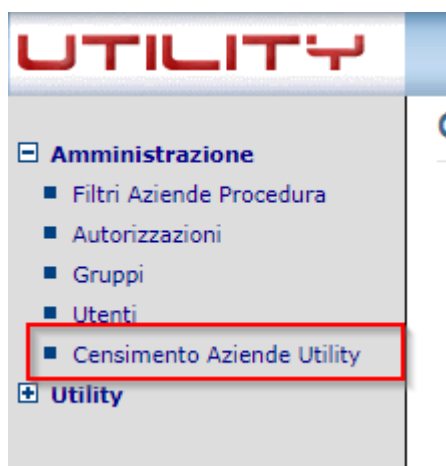 UTILITY
Amministrazione
Filtri Aziende Procedura
Autorizzazioni
Gruppi
Utenti
Censimento Aziende Utility
Utility